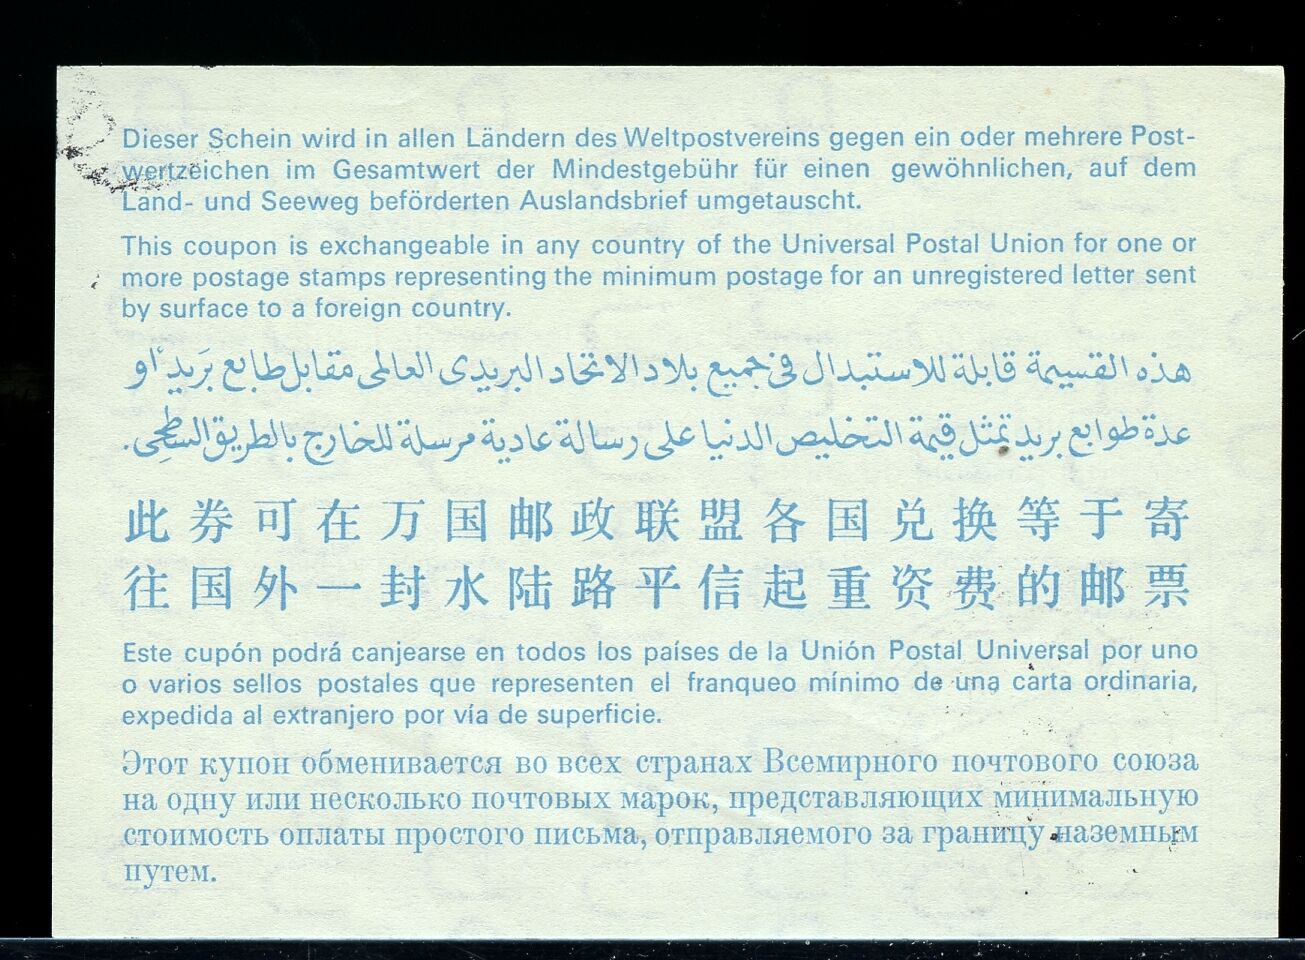 Dieser Schein wird in allen Ländern des Weltpostvereins gegen ein oder mehrere Post-
wertzeichen im Gesamtwert der Mindestgebühr für einen gewöhnlichen, auf dem
Land- und Seeweg beförderten Auslandsbrief umgetauscht.
This coupon is exchangeable in any country of the Universal Postal Union for one or
more postage stamps representing the minimum postage for an unregistered letter sent
by surface to a foreign country.
هذه القسيمة قابلة للاستبدال في جميع بلاد الاتحاد البريدى العالمى مقابل طابع بَريد أو
عدة طوابع بريد تمثل قيمة التخليص الدنيا على رسالة عادية مرسلة للخارج بالطريق السطحِى.
此券可在万国邮政联盟各国兑换等于寄
往国外一封水陆路平信起重资费的邮票
Este cupón podrá canjearse en todos los países de la Unión Postal Universal por uno
o varios sellos postales que representen el franqueo mínimo de una carta ordinaria,
expedida al extranjero por vía de superficie.
Этот купон обменивается во всех странах Всемирного почтового союза
на одну или несколько почтовых марок, представляющих минимальную
стоимость оплаты простого письма, отправляемого за границу наземным
путем.